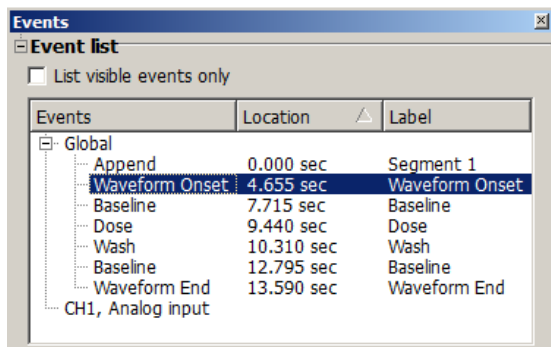 Events
Event list
List visible events only
Events Location Label
Global
Append 0.000 sec Segment 1
Waveform Onset 4.655 sec Waveform Onset
Baseline 7.715 sec Baseline
Dose 9.440 sec Dose
Wash 10.310 sec Wash
Baseline 12.795 sec Baseline
Waveform End 13.590 sec Waveform End
CH1, Analog input